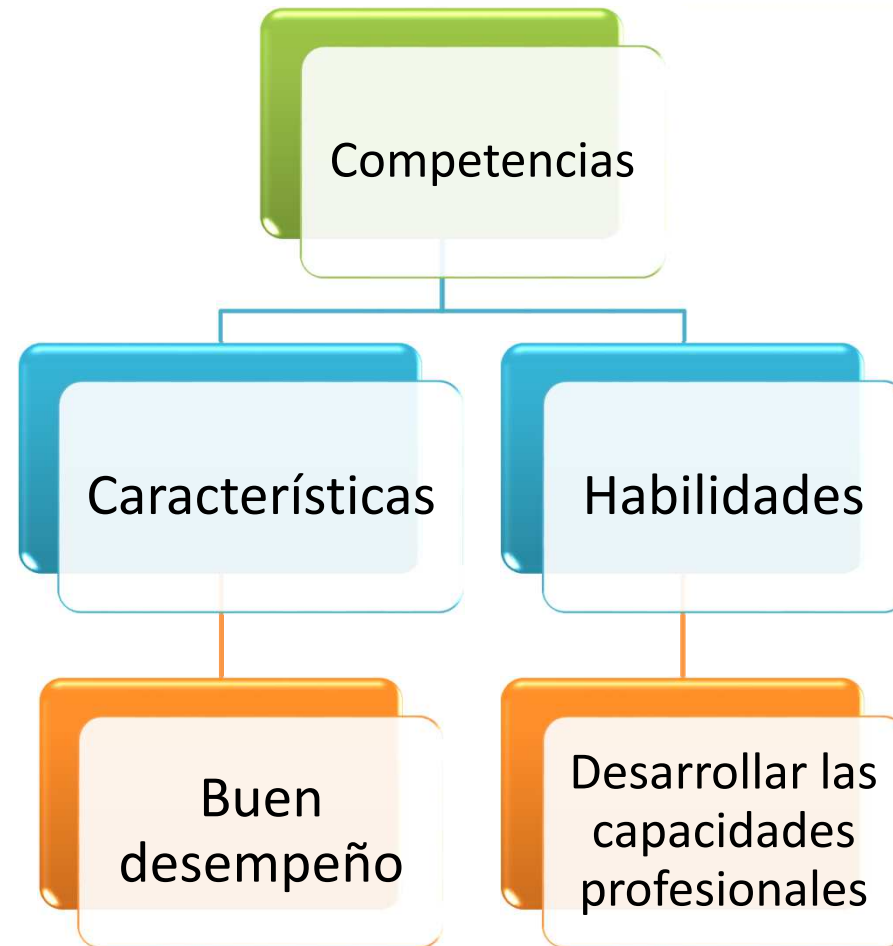 Competencias
Características
Habilidades
Buen
desempeño
Desarrollar las
capacidades
profesionales